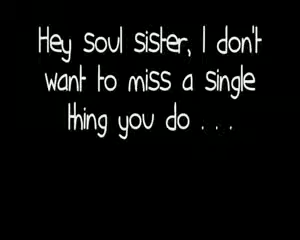 Hey soul sister, I don't
want to miss a single
thing you do . . .